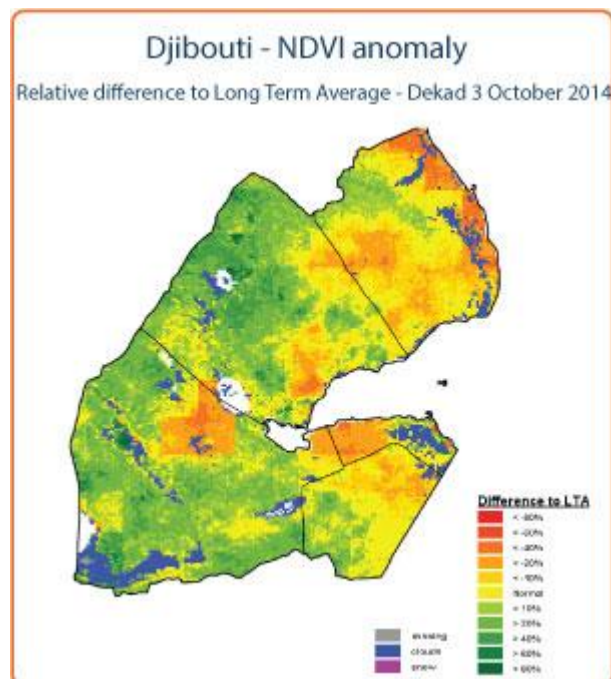 Djibouti - NDVI anomaly
Relative difference to Long Term Average - Dekad 3 October 2014
Difference to LTA
< -80%
< -60%
< -40%
< -20%
< -10%
Normal
> 10%
> 20%
> 40%
> 60%
> 80%
missing
clouds
snow